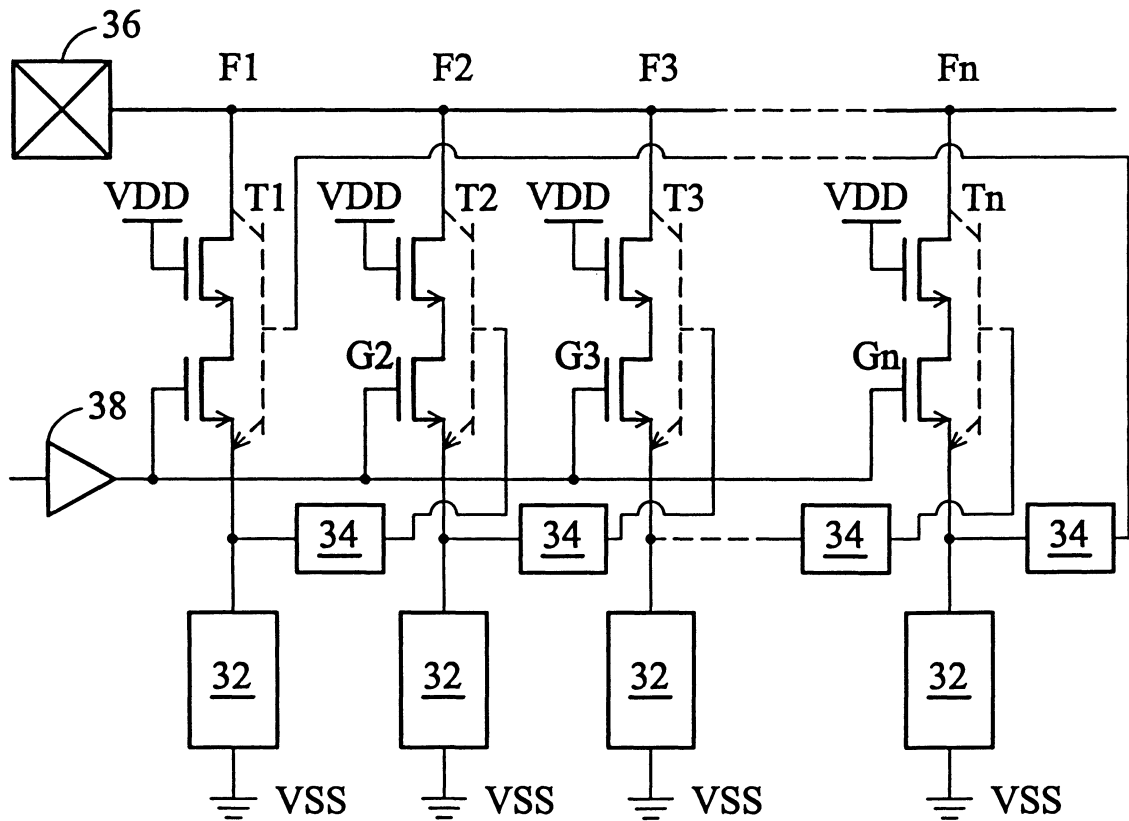 36
F1 F2 F3 Fn
VDD T1 VDD T2 VDD T3 VDD Tn
G2 G3 Gn
38
34 34 34 34
32 32 32 32
VSS VSS VSS VSS